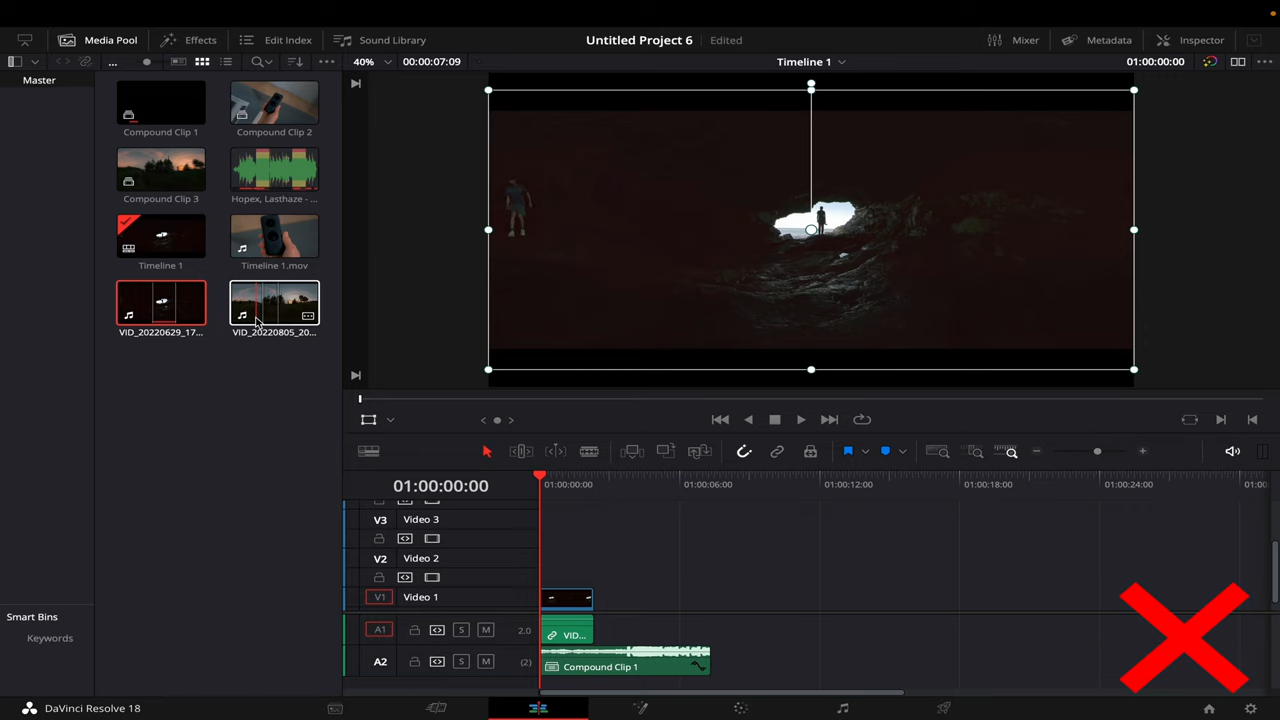 Media Pool Effects Edit Index Sound Library Untitled Project 6 Edited Mixer Metadata Inspector
... 40% 00:00:07:09 Timeline 1 01:00:00:00
Master
Compound Clip 1 Compound Clip 2
Compound Clip 3 Hopex, Lasthaze - ...
Timeline 1 Timeline 1.mov
VID_20220629_17... VID_20220805_20...
01:00:00:00 01:00:00:00 01:00:06:00 01:00:12:00 01:00:18:00 01:00:24:00 01:00
V3 Video 3
V2 Video 2
V1 Video 1
A1 S M 2.0 VID...
A2 S M (2) Compound Clip 1
Smart Bins
Keywords
DaVinci Resolve 18